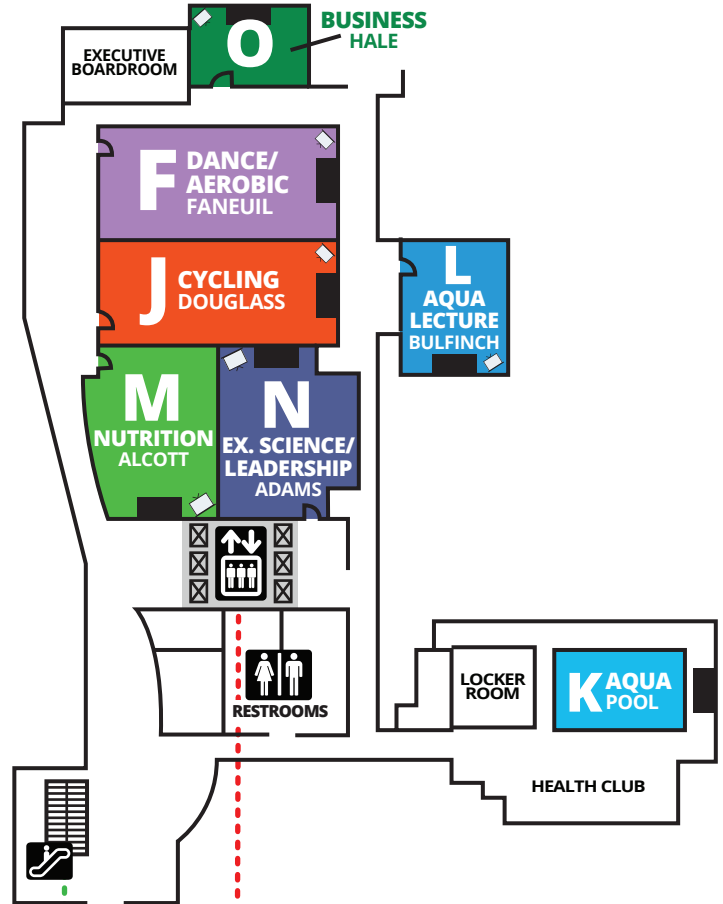 BUSINESS
HALE
O
EXECUTIVE
BOARDROOM
F
DANCE/
AEROBIC
FANEUIL
J
CYCLING
DOUGLASS
L
AQUA
LECTURE
BULFINCH
M
NUTRITION
ALCOTT
N
EX. SCIENCE/
LEADERSHIP
ADAMS
RESTROOMS
LOCKER
ROOM
K
AQUA
POOL
HEALTH CLUB